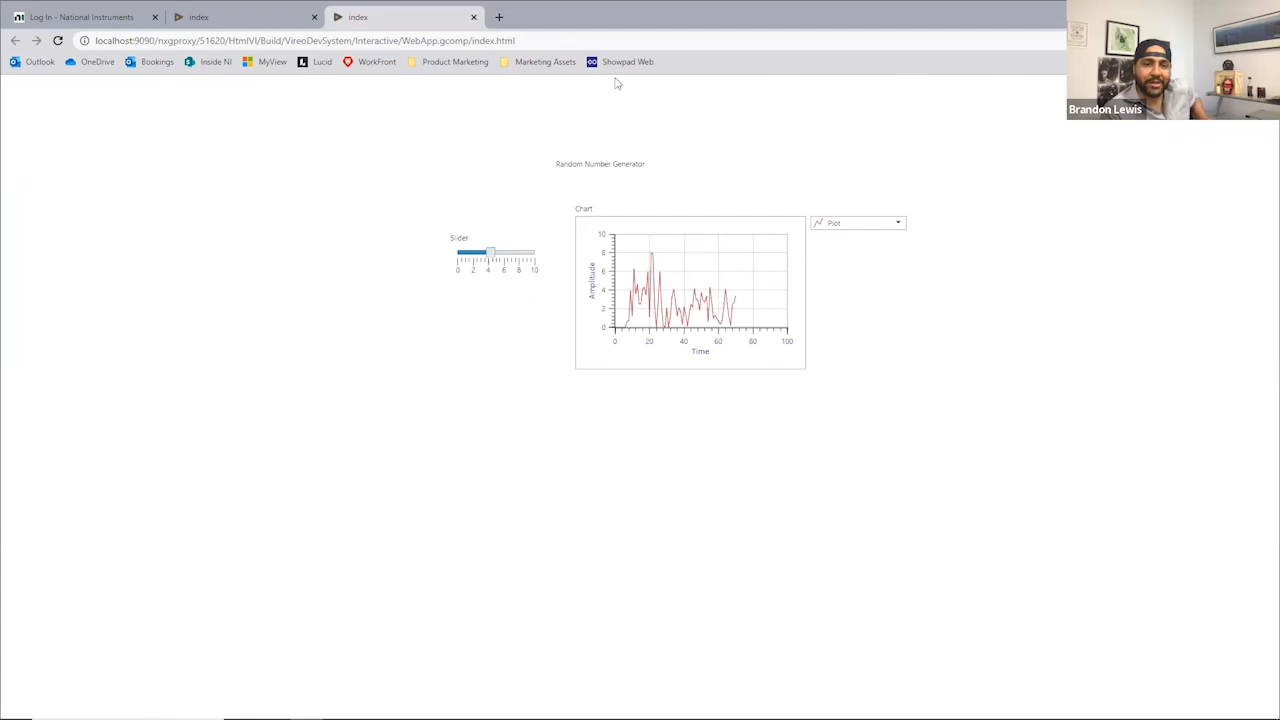 Log In - National Instruments
index
index
localhost:9090/nxgproxy/51620/HtmlVI/Build/VireoDevSystem/Interactive/WebApp.gcomp/index.html
Outlook OneDrive Bookings Inside NI MyView Lucid WorkFront Product Marketing Marketing Assets Showpad Web
Brandon Lewis
Random Number Generator
Chart
Plot
Slider
0 2 4 6 8 10
10
8
6
4
2
0
Amplitude
0 20 40 60 80 100
Time